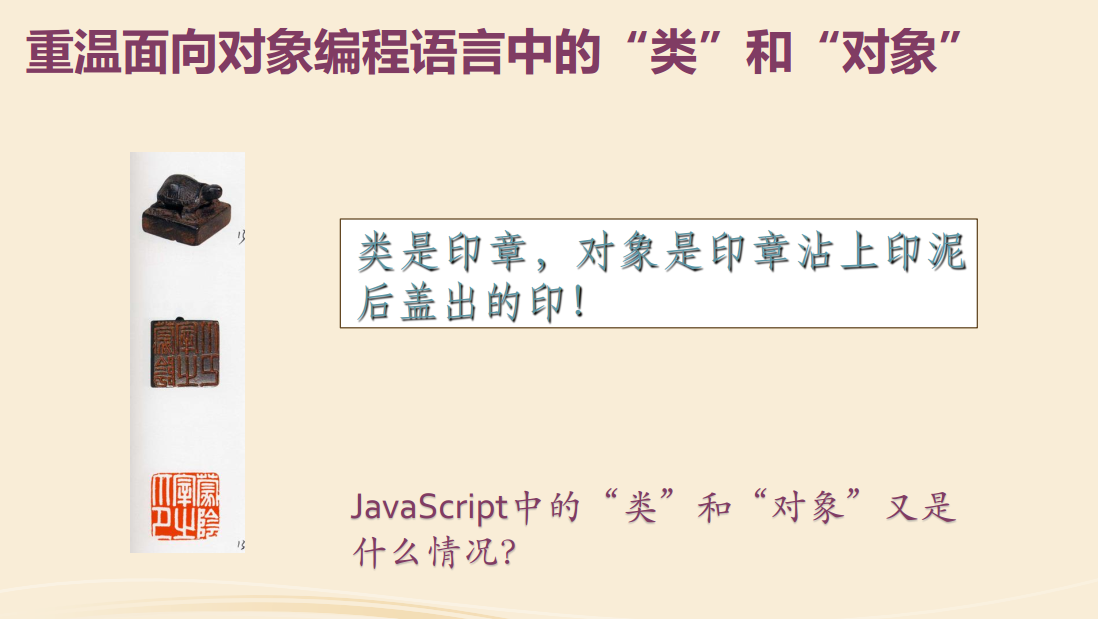 重温面向对象编程语言中的“类”和“对象”
类是印章，对象是印章沾上印泥
后盖出的印！
JavaScript中的“类”和“对象”又是
什么情况？